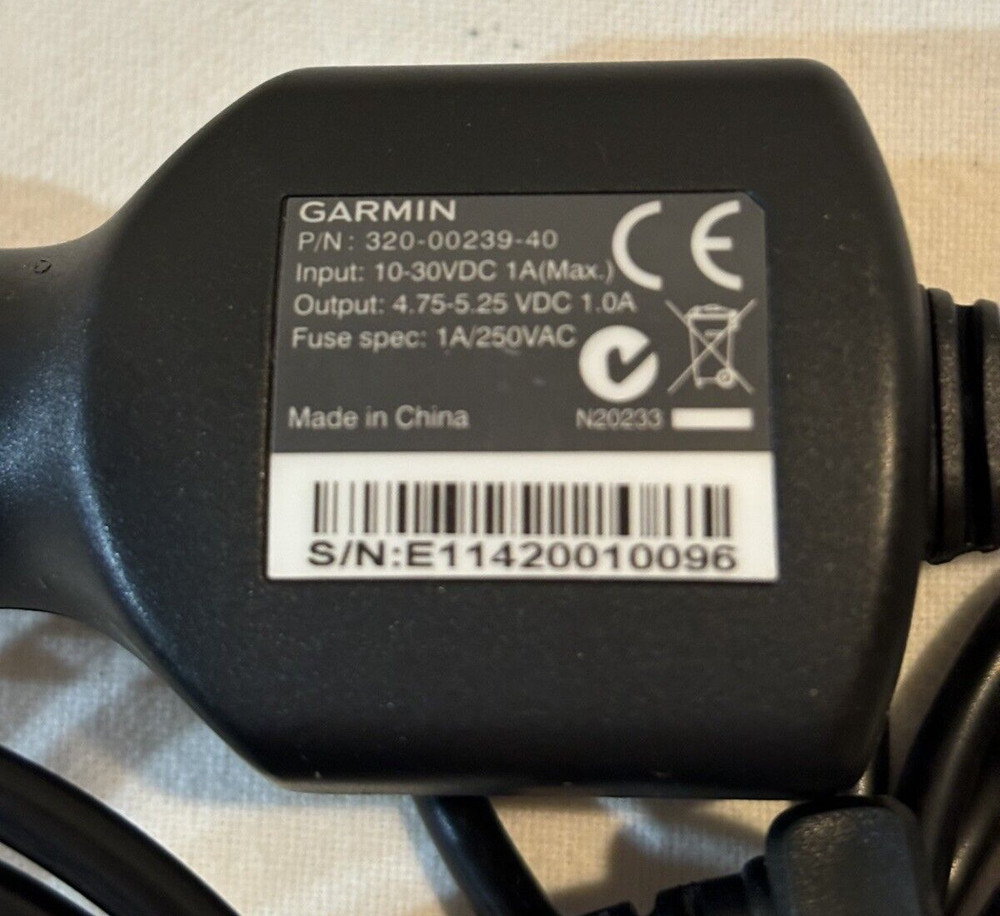 GARMIN
P/N: 320-00239-40
Input: 10-30VDC 1A(Max.)
Output: 4.75-5.25 VDC 1.0A
Fuse spec: 1A/250VAC
CE
Made in China
N20233
S/N:E11420010096